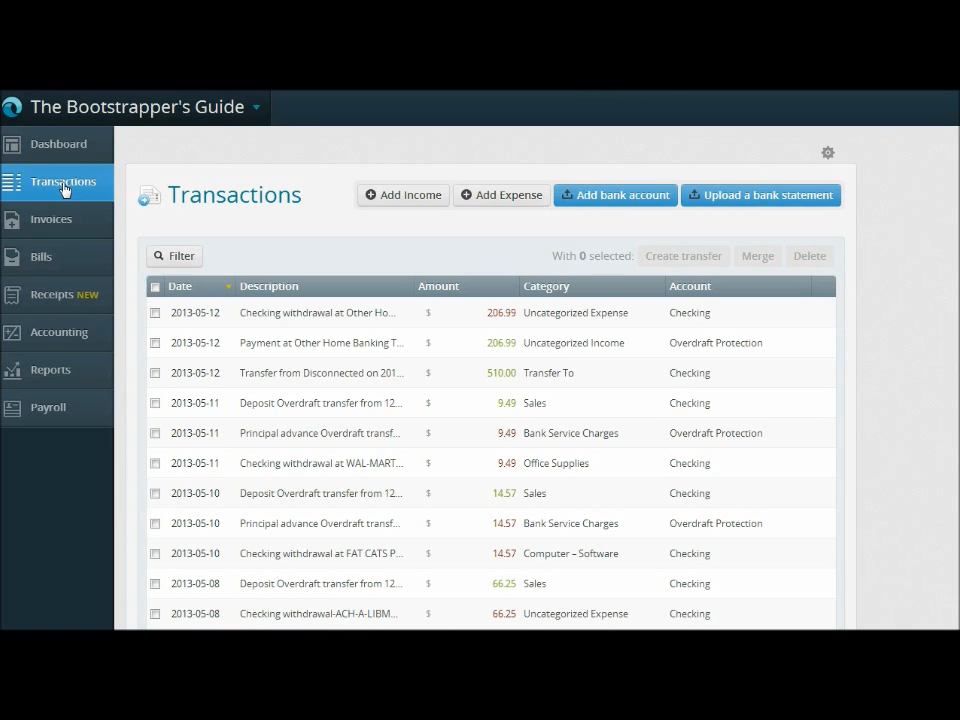 The Bootstrapper's Guide
Dashboard
Transactions
Invoices
Bills
Receipts NEW
Accounting
Reports
Payroll
Transactions
Add Income
Add Expense
Add bank account
Upload a bank statement
Filter
With 0 selected: Create transfer Merge Delete
Date Description Amount Category Account
2013-05-12 Checking withdrawal at Other Ho... $ 206.99 Uncategorized Expense Checking
2013-05-12 Payment at Other Home Banking T... $ 206.99 Uncategorized Income Overdraft Protection
2013-05-12 Transfer from Disconnected on 201... $ 510.00 Transfer To Checking
2013-05-11 Deposit Overdraft transfer from 12... $ 9.49 Sales Checking
2013-05-11 Principal advance Overdraft transf... $ 9.49 Bank Service Charges Overdraft Protection
2013-05-11 Checking withdrawal at WAL-MART... $ 9.49 Office Supplies Checking
2013-05-10 Deposit Overdraft transfer from 12... $ 14.57 Sales Checking
2013-05-10 Principal advance Overdraft transf... $ 14.57 Bank Service Charges Overdraft Protection
2013-05-10 Checking withdrawal at FAT CATS P... $ 14.57 Computer – Software Checking
2013-05-08 Deposit Overdraft transfer from 12... $ 66.25 Sales Checking
2013-05-08 Checking withdrawal-ACH-A-LIBM... $ 66.25 Uncategorized Expense Checking